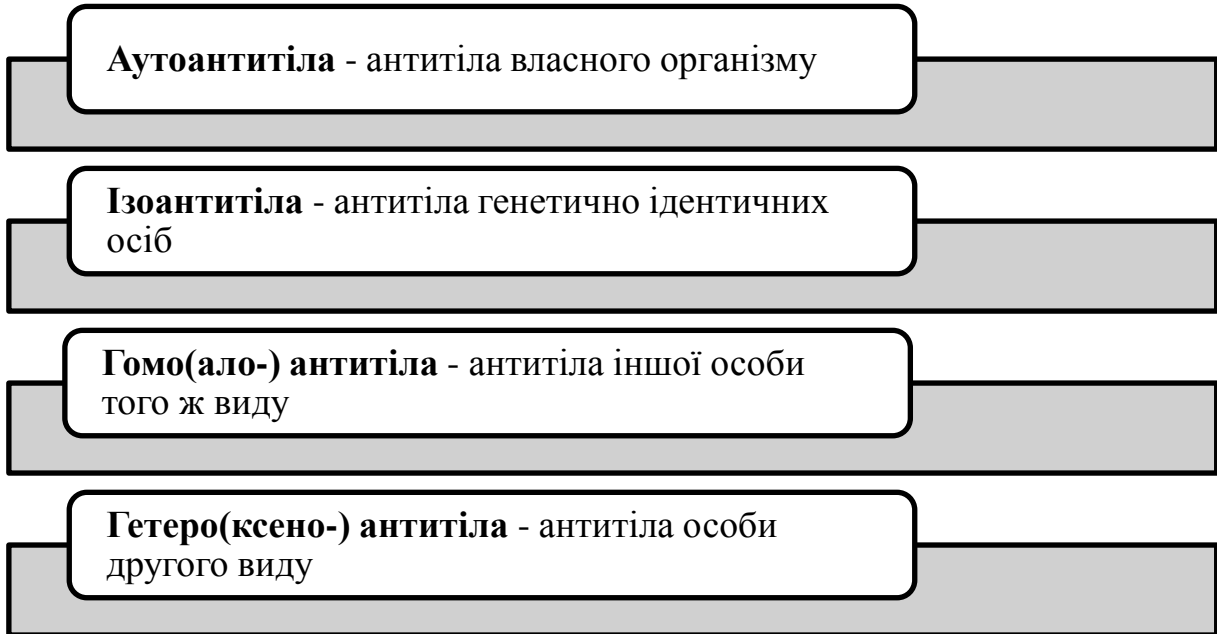 Аутоантитіла - антитіла власного організму
Ізоантитіла - антитіла генетично ідентичних
осіб
Гомо(ало-) антитіла - антитіла іншої особи
того ж виду
Гетеро(ксено-) антитіла - антитіла особи
другого виду